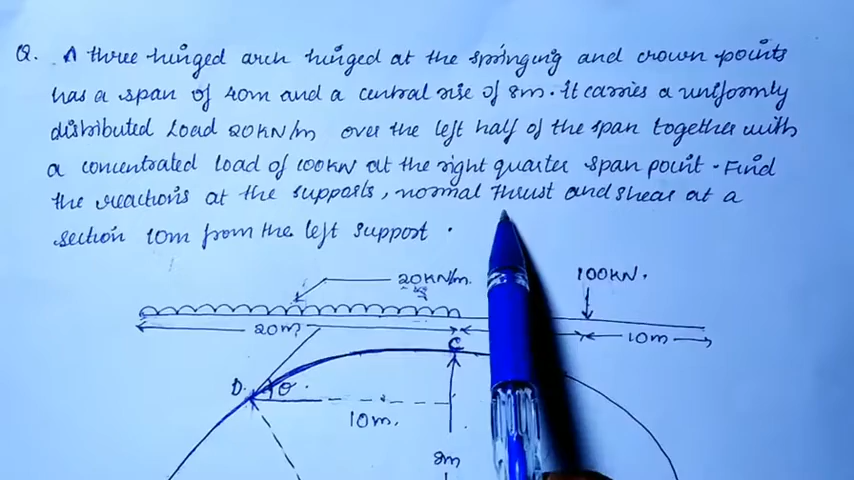 Q. A three hinged arch hinged at the springing and crown points
has a span of 40m and a central rise of 8m. it carries a uniformly
distributed Load 20KN/m over the left half of the span together with
a concentrated load of 100KN at the right quarter span point. Find
the reactions at the supports, normal thrust and shear at a
section 10m from the left support.
20KN/m. 100KN.
20m 10m
C
D θ
10m.
8m